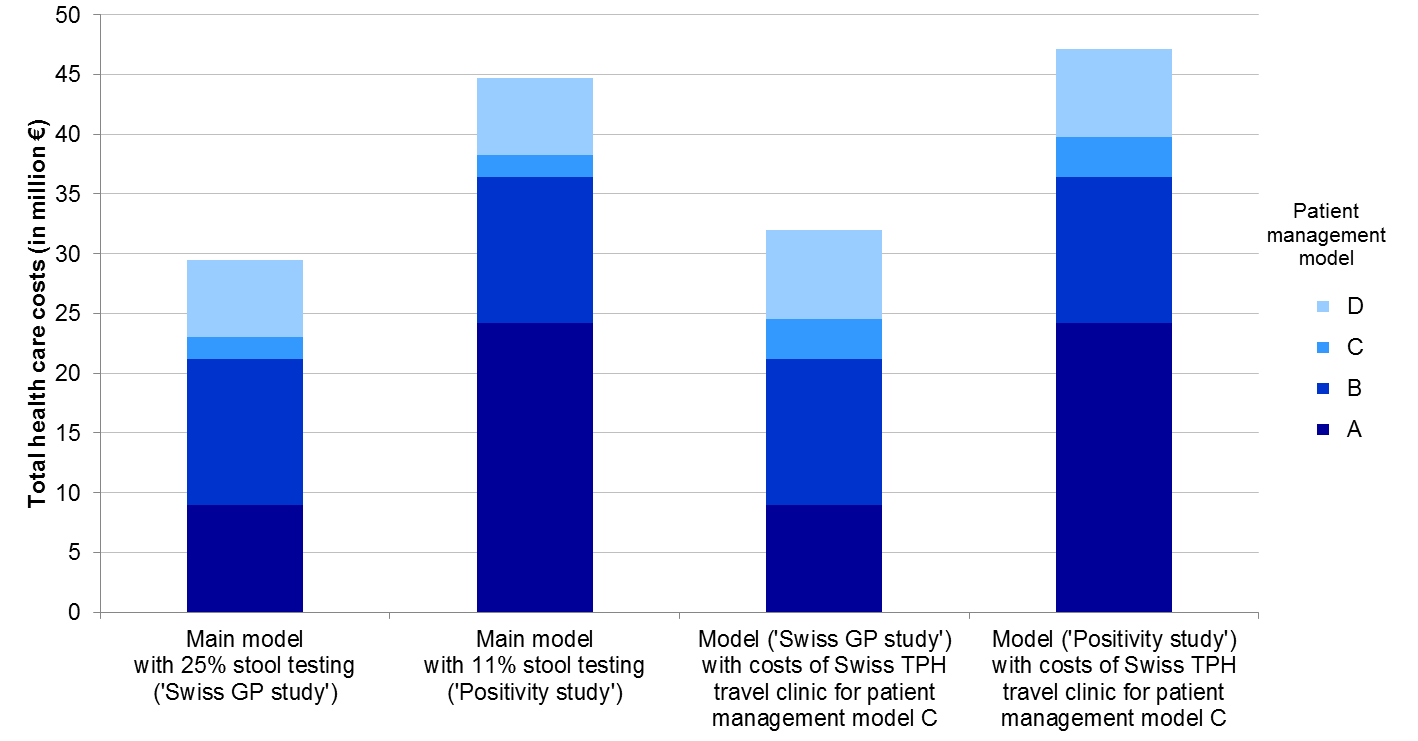 50
45
40
35
30
25
20
15
10
5
0
Total health care costs (in million €)
Main model
with 25% stool testing
('Swiss GP study')
Main model
with 11% stool testing
('Positivity study')
Model ('Swiss GP study')
with costs of Swiss TPH
travel clinic for patient
management model C
Model ('Positivity study')
with costs of Swiss TPH
travel clinic for patient
management model C
Patient
management
model
D
C
B
A